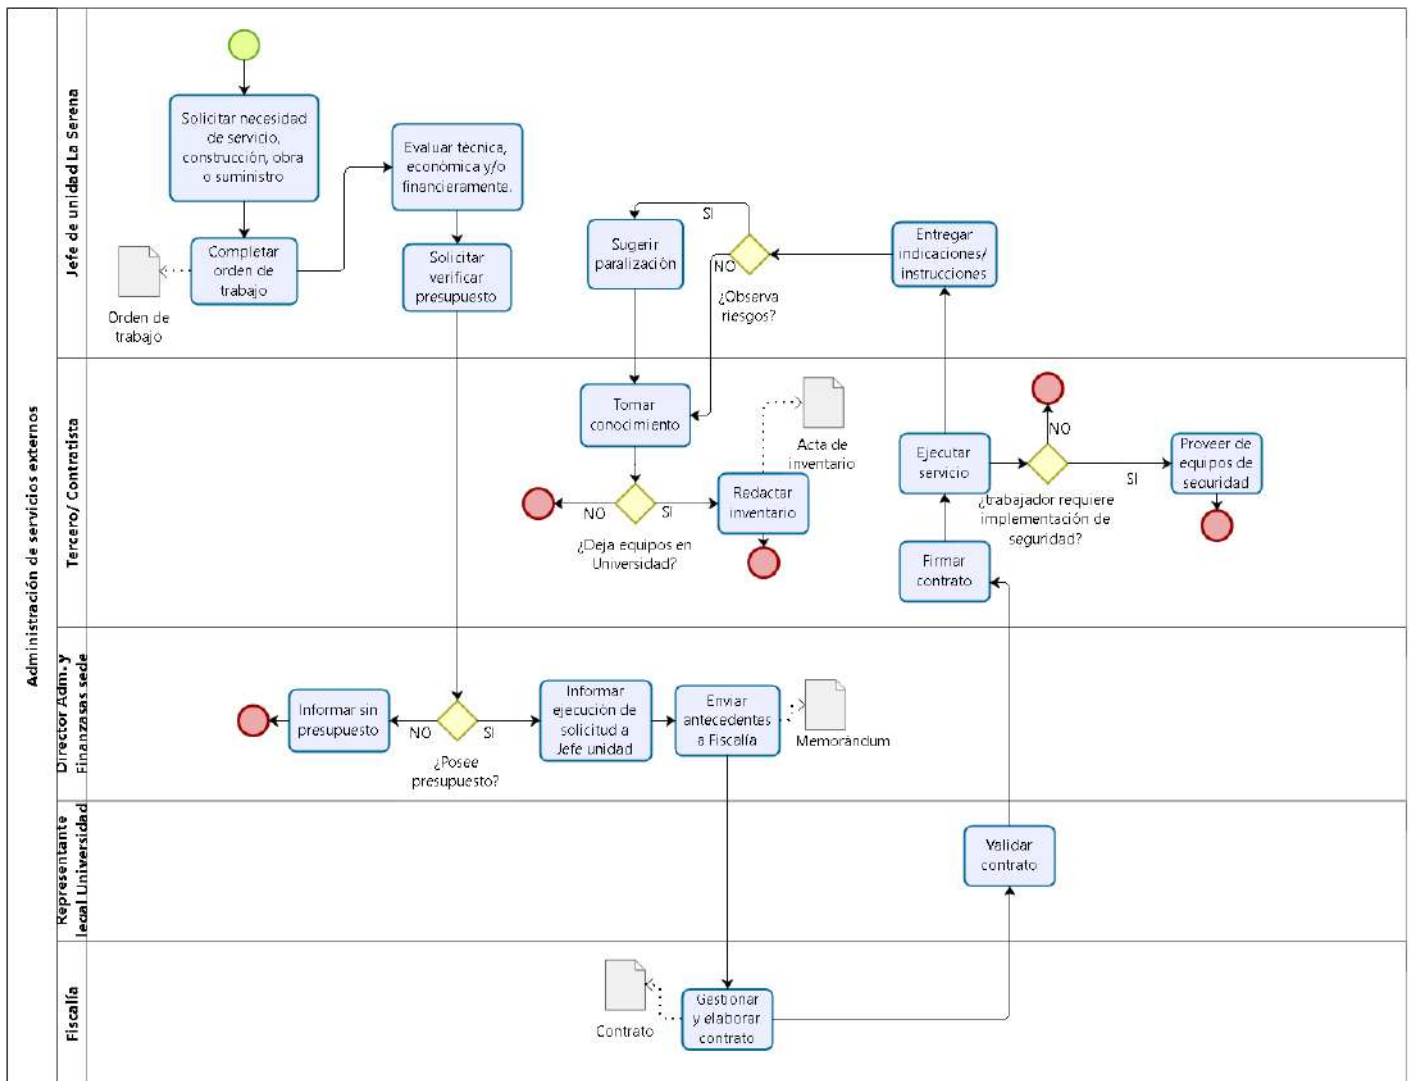 Administración de servicios externos
Jefe de unidad La Serena
Solicitar necesidad
de servicio,
construcción, obra
o suministro
Completar
orden de
trabajo
Orden de
trabajo
Evaluar técnica,
económica y/o
financieramente.
Solicitar
verificar
presupuesto
Sugerir
paralización
SI
NO
¿Observa
riesgos?
Entregar
indicaciones/
instrucciones
Tercero/ Contratista
Tomar
conocimiento
NO
SI
¿Deja equipos en
Universidad?
Redactar
inventario
Acta de
inventario
Ejecutar
servicio
NO
SI
¿trabajador requiere
implementación de
seguridad?
Proveer de
equipos de
seguridad
Firmar
contrato
Director Adm. y
Finanzasas sede
Informar sin
presupuesto
NO
SI
¿Posee
presupuesto?
Informar
ejecución de
solicitud a
Jefe unidad
Enviar
antecedentes
a Fiscalía
Memorándum
Representante
legal Universidad
Validar
contrato
Fiscalía
Contrato
Gestionar
y elaborar
contrato